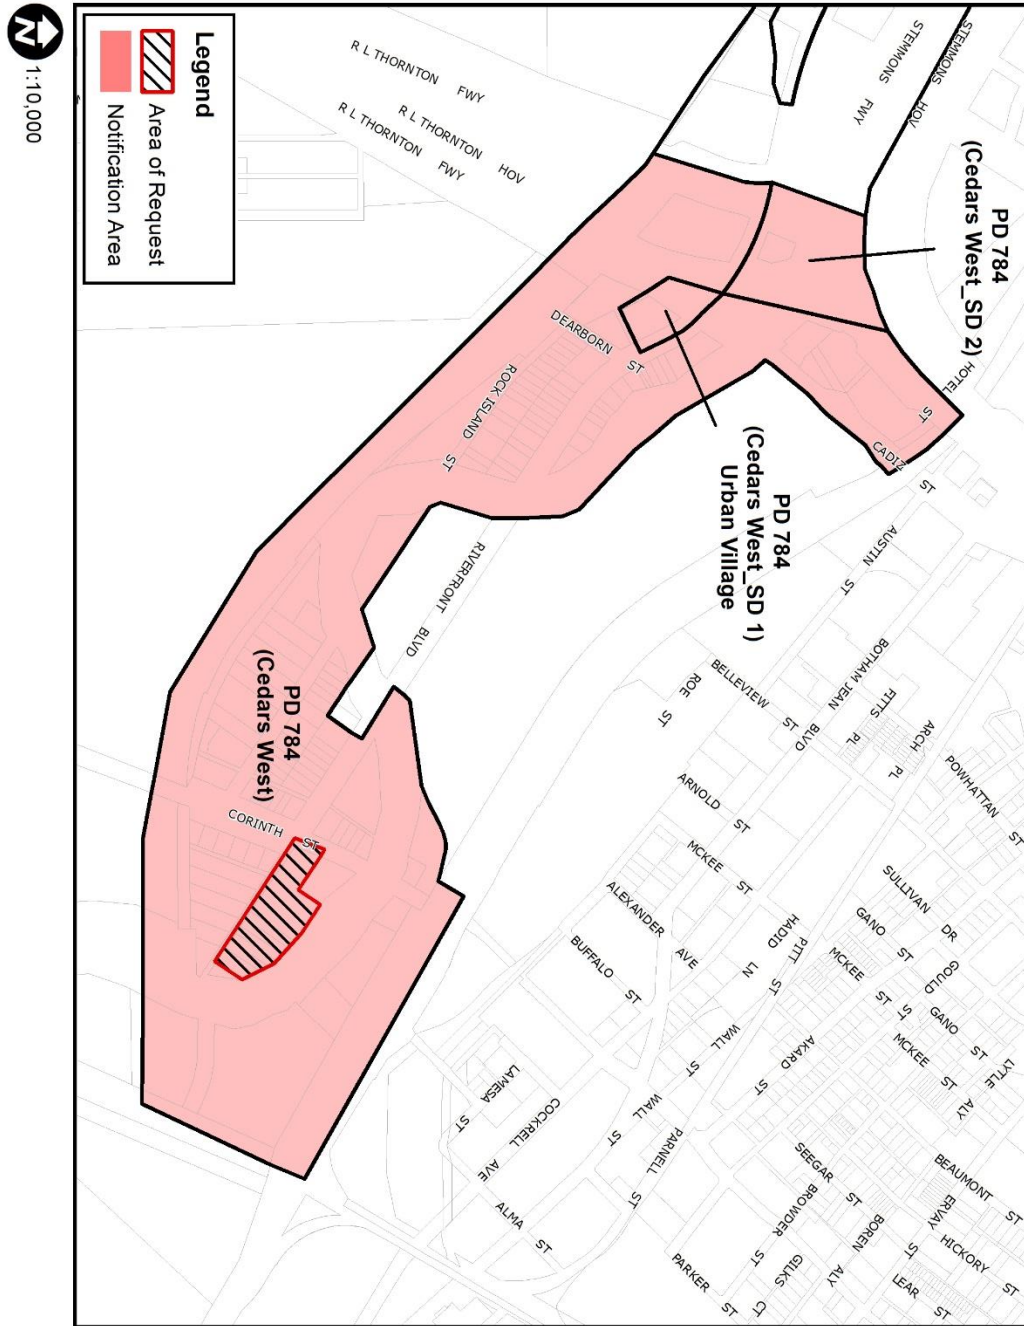 N
1:10,000
Legend
Area of Request
Notification Area
R L THORNTON FWY
R L THORNTON HOV
R L THORNTON FWY
STEMMONS HOV
STEMMONS FWY
PD 784
(Cedars West_SD 2)
HOTEL ST
CADIZ ST
DEARBORN ST
ROCK ISLAND ST
PD 784
(Cedars West_SD 1)
Urban Village
AUSTIN ST
RIVERFRONT BLVD
BOTHAM JEAN BLVD
BELLEVIEW ST
ROE ST
FITTS PL
ARCH PL
POWHATTAN ST
ARNOLD ST
MCKEE ST
PD 784
(Cedars West)
CORINTH ST
ALEXANDER AVE
BUFFALO ST
HADID LN
PITT ST
SULLIVAN DR
GANO ST
MCKEE ST
GOULD ST
GANO ST
MCKEE ST
LYTLE ALY
WALL ST
AKARD ST
WALL ST
PARNELL ST
LAMESA ST
COCKRELL AVE
ALMA ST
SEEGAR ST
BROWDER ST
BEAUMONT ST
ERVAY ST
HICKORY ST
BOREN ALY
GILKS CT
LEAR ST
PARKER ST